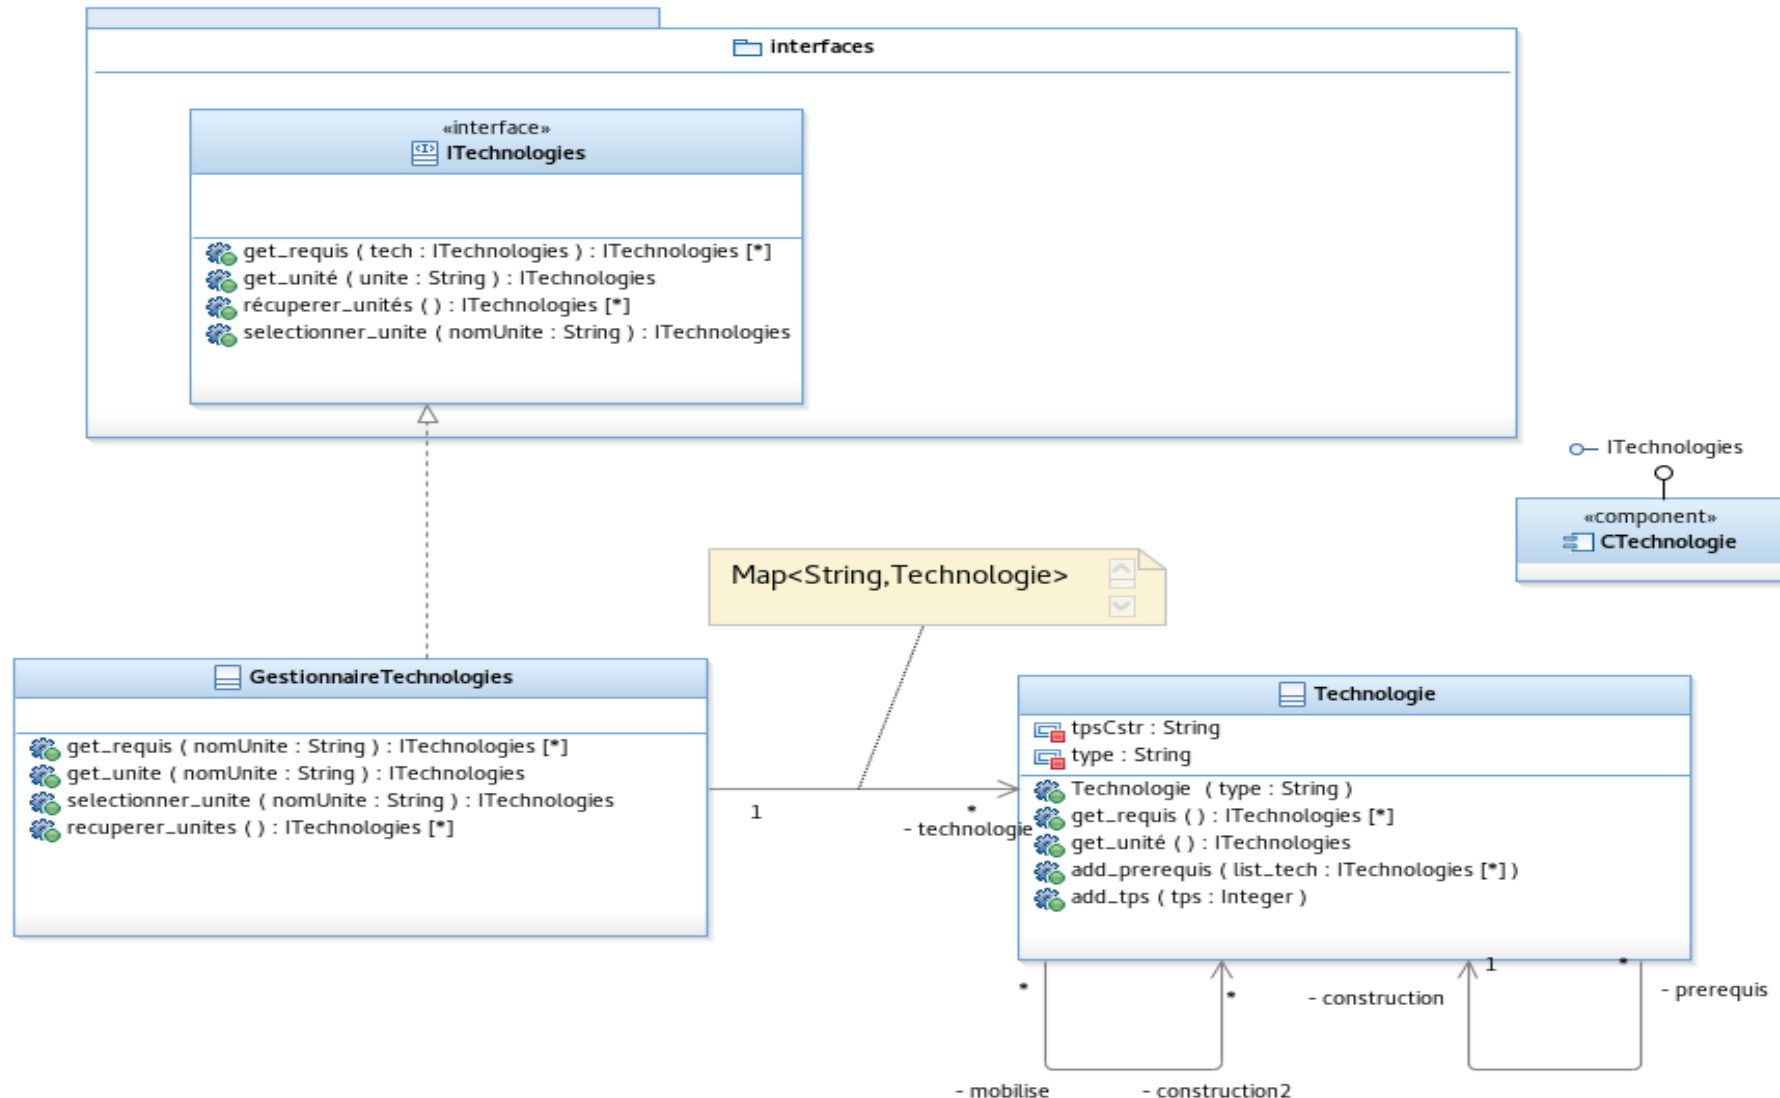 interfaces
«interface»
ITechnologies
get_requis ( tech : ITechnologies ) : ITechnologies [*]
get_unité ( unite : String ) : ITechnologies
récuperer_unités ( ) : ITechnologies [*]
selectionner_unite ( nomUnite : String ) : ITechnologies
ITechnologies
«component»
CTechnologie
Map<String,Technologie>
GestionnaireTechnologies
get_requis ( nomUnite : String ) : ITechnologies [*]
get_unite ( nomUnite : String ) : ITechnologies
selectionner_unite ( nomUnite : String ) : ITechnologies
recuperer_unites ( ) : ITechnologies [*]
1
*
- technologie
Technologie
tpsCstr : String
type : String
Technologie ( type : String )
get_requis ( ) : ITechnologies [*]
get_unité ( ) : ITechnologies
add_prerequis ( list_tech : ITechnologies [*] )
add_tps ( tps : Integer )
*
*
1
*
- construction
- prerequis
- mobilise
- construction2